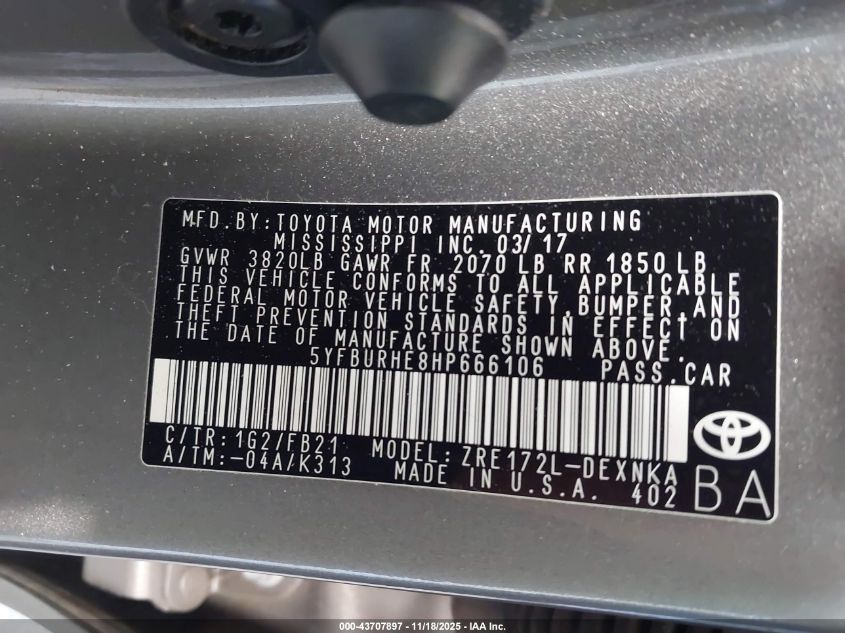 MFD.BY:TOYOTA MOTOR MANUFACTURING
MISSISSIPPI INC. 03/17
GVWR 3820LB GAWR FR 2070 LB RR 1850 LB
THIS VEHICLE CONFORMS TO ALL APPLICABLE
FEDERAL MOTOR VEHICLE SAFETY,BUMPER,AND
THEFT PREVENTION STANDARDS IN EFFECT ON
THE DATE OF MANUFACTURE SHOWN ABOVE.
5YFBURHE8HP666106 PASS.CAR
C/TR:1G2/FB21 MODEL:ZRE172L-DEXNKA
A/TM:-04A/K313 MADE IN U.S.A. 402
BA
000-43707897 - 11/18/2025 - IAA Inc.